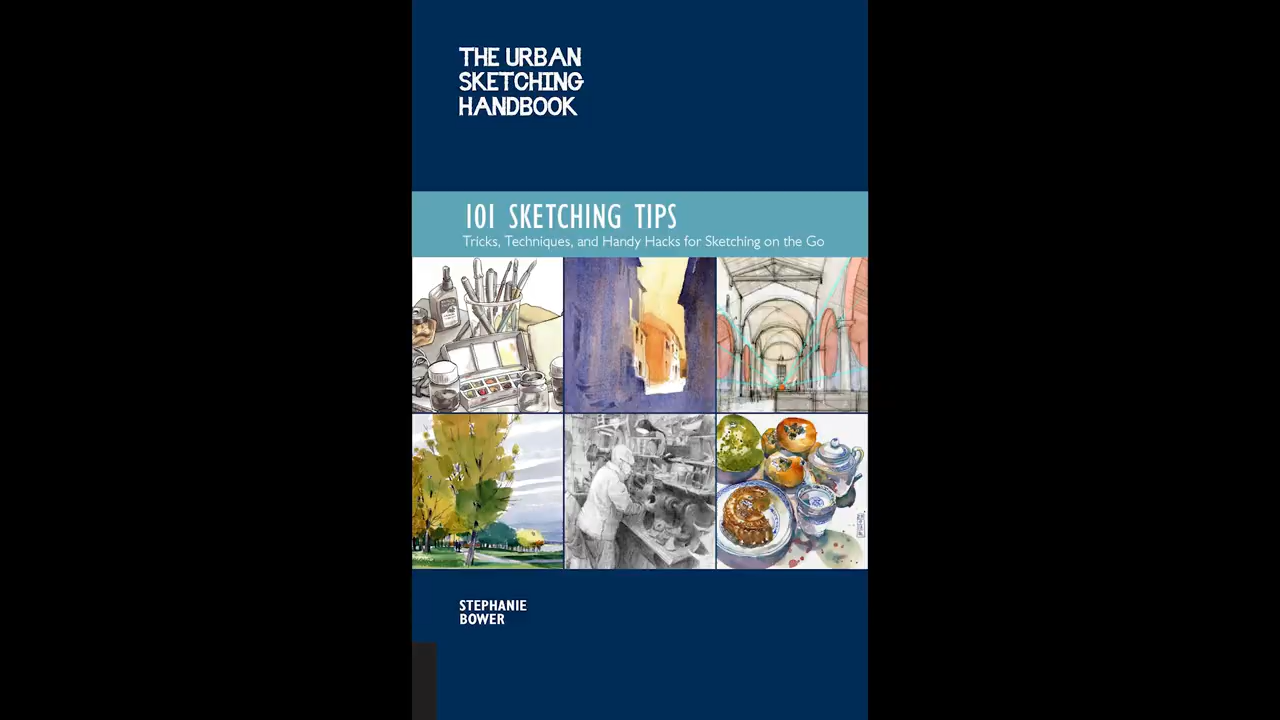 THE URBAN
SKETCHING
HANDBOOK
101 SKETCHING TIPS
Tricks, Techniques, and Handy Hacks for Sketching on the Go
STEPHANIE
BOWER